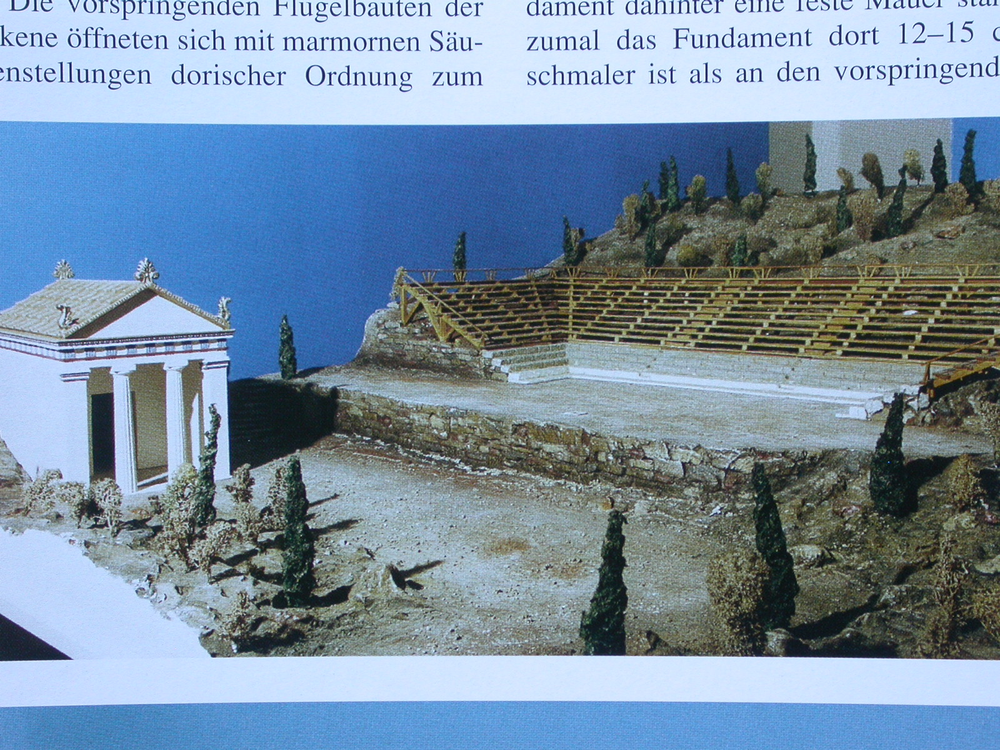 Die vorspringenden Flügelbauten der
kene öffneten sich mit marmornen Säu-
enstellungen dorischer Ordnung zum
dament dahinter eine feste Mauer
zumal das Fundament dort 12–15 c
schmaler ist als an den vorspringend